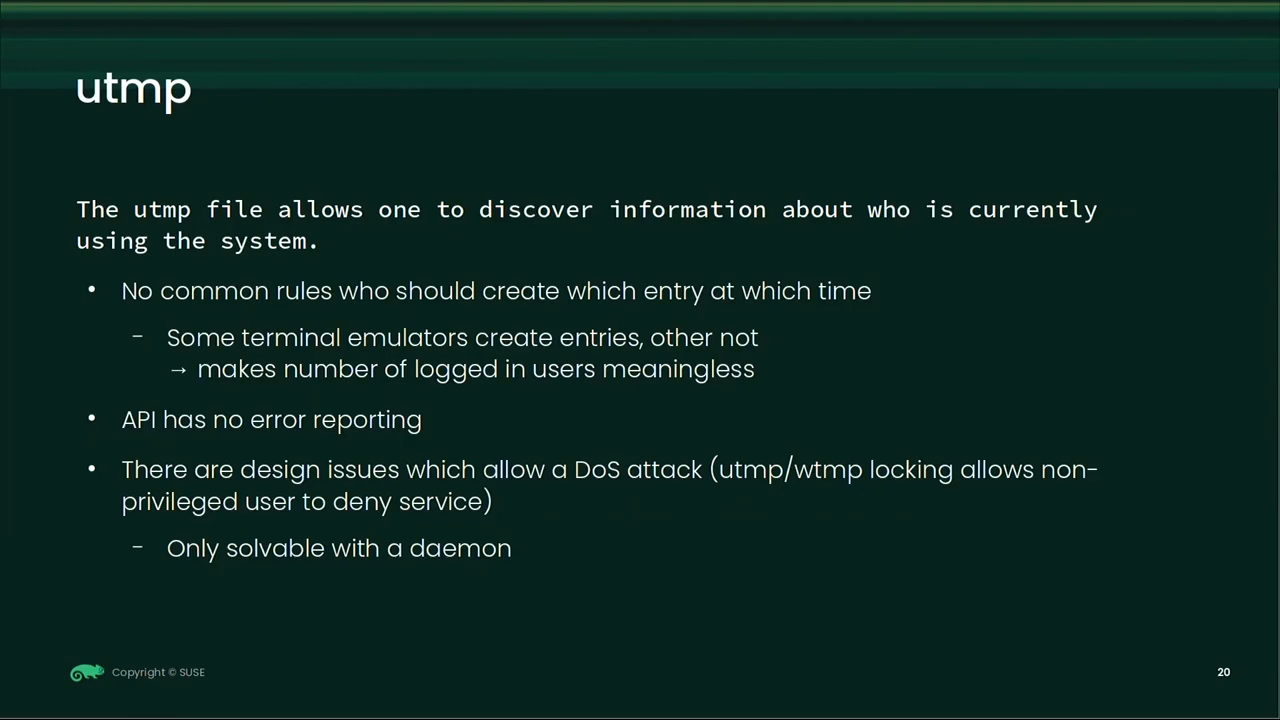 utmp
The utmp file allows one to discover information about who is currently
using the system.
• No common rules who should create which entry at which time
– Some terminal emulators create entries, other not
→ makes number of logged in users meaningless
• API has no error reporting
• There are design issues which allow a DoS attack (utmp/wtmp locking allows non-
privileged user to deny service)
– Only solvable with a daemon
Copyright © SUSE
20